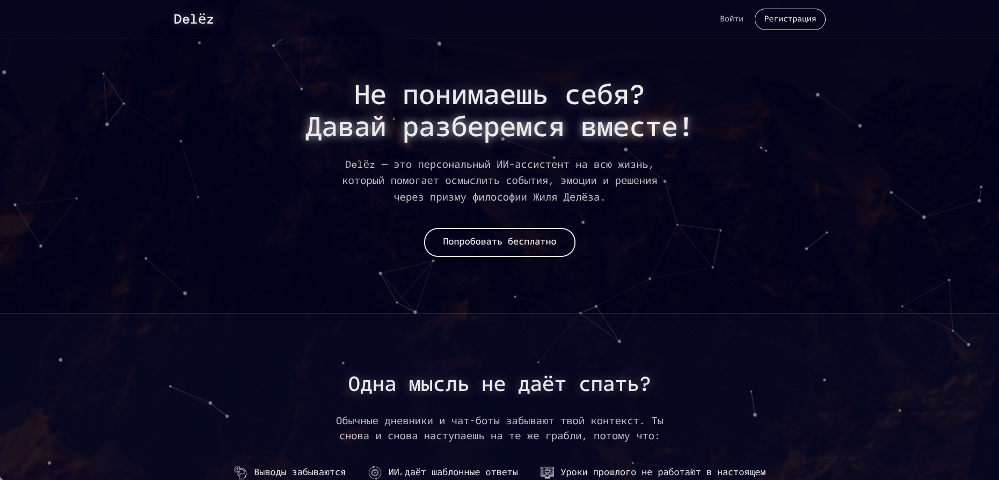 Delëz
Войти
Регистрация
Не понимаешь себя?
Давай разберемся вместе!
Delëz — это персональный ИИ-ассистент на всю жизнь,
который помогает осмыслить события, эмоции и решения
через призму философии Жиля Делёза.
Попробовать бесплатно
Одна мысль не даёт спать?
Обычные дневники и чат-боты забывают твой контекст. Ты
снова и снова наступаешь на те же грабли, потому что:
Выводы забываются
ИИ даёт шаблонные ответы
Уроки прошлого не работают в настоящем